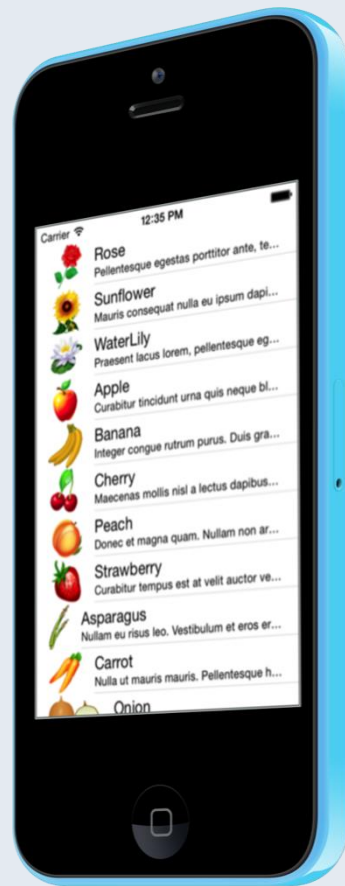 Carrier 12:35 PM
Rose
Pellentesque egestas porttitor ante, te...
Sunflower
Mauris consequat nulla eu ipsum dapi...
WaterLily
Praesent lacus lorem, pellentesque eg...
Apple
Curabitur tincidunt urna quis neque bl...
Banana
Integer congue rutrum purus. Duis gra...
Cherry
Maecenas mollis nisl a lectus dapibus...
Peach
Donec et magna quam. Nullam non ar...
Strawberry
Curabitur tempus est at velit auctor ve...
Asparagus
Nullam eu risus leo. Vestibulum et eros er...
Carrot
Nulla ut mauris mauris. Pellentesque h...
Onion